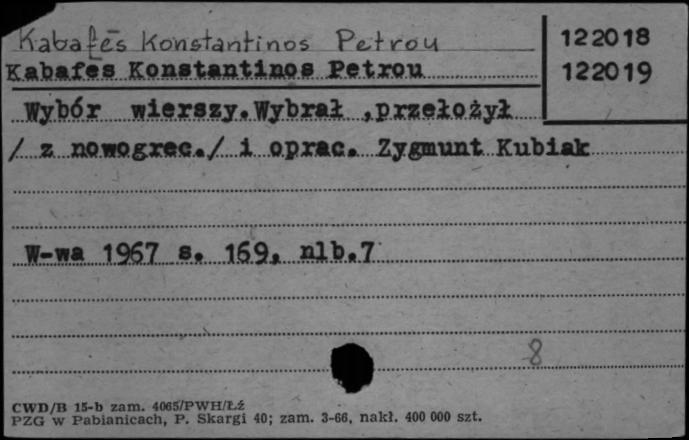 Kabafēs Konstantinos Petrou
122018
Kabafes Konstantinos Petrou
122019
Wybór wierszy.Wybrał ,przełożył
/ z nowogrec./ i oprac. Zygmunt Kubiak
W-wa 1967 s. 169, nlb.7
8
CWD/B 15-b zam. 4065/PWH/Łź
PZG w Pabianicach, P. Skargi 40; zam. 3-66, nakł. 400 000 szt.